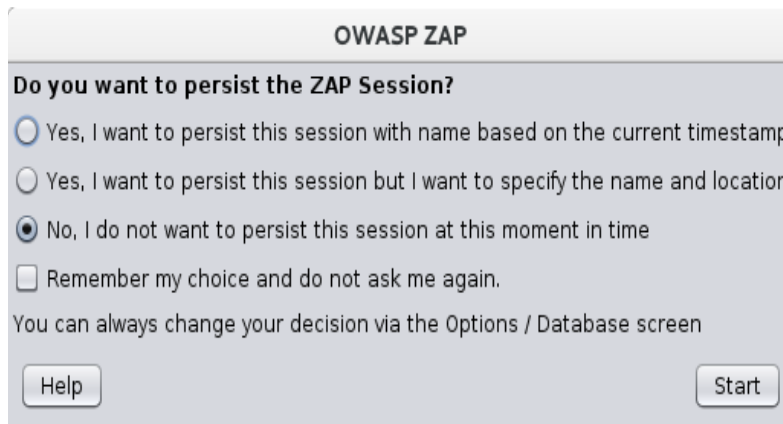 OWASP ZAP
Do you want to persist the ZAP Session?
Yes, I want to persist this session with name based on the current timestamp
Yes, I want to persist this session but I want to specify the name and location
No, I do not want to persist this session at this moment in time
Remember my choice and do not ask me again.
You can always change your decision via the Options / Database screen
Help
Start